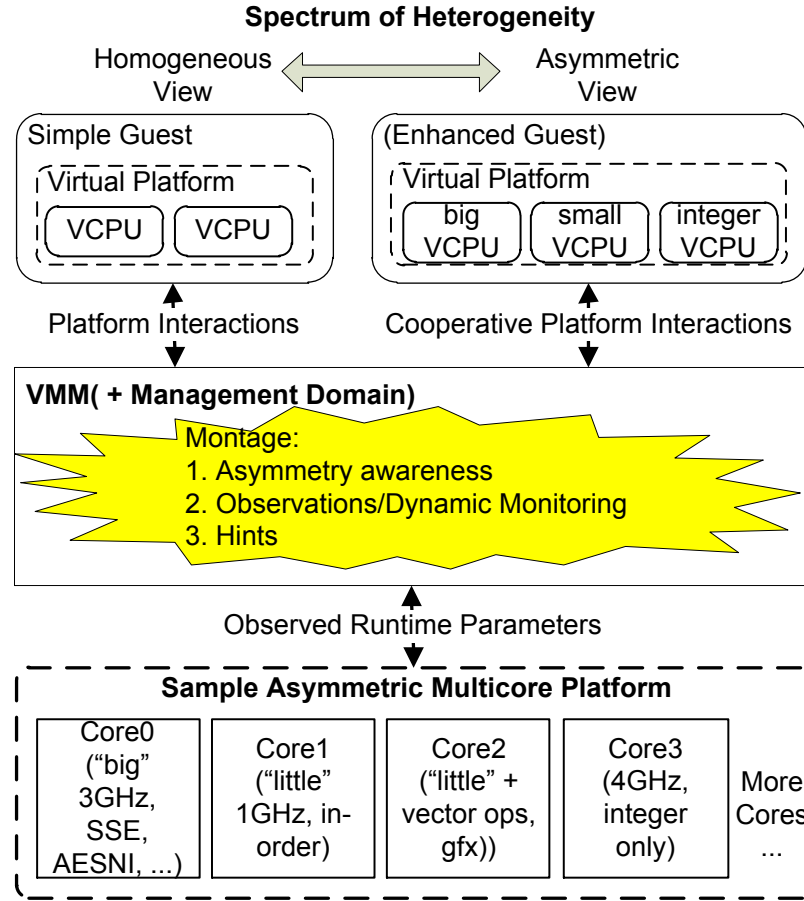 Spectrum of Heterogeneity
Homogeneous
View
Asymmetric
View
Simple Guest
Virtual Platform
VCPU
VCPU
(Enhanced Guest)
Virtual Platform
big
VCPU
small
VCPU
integer
VCPU
Platform Interactions
Cooperative Platform Interactions
VMM( + Management Domain)
Montage:
1. Asymmetry awareness
2. Observations/Dynamic Monitoring
3. Hints
Observed Runtime Parameters
Sample Asymmetric Multicore Platform
Core0
(“big”
3GHz,
SSE,
AESNI, ...)
Core1
(“little”
1GHz, in-
order)
Core2
(“little” +
vector ops,
gfx))
Core3
(4GHz,
integer
only)
More
Cores
...